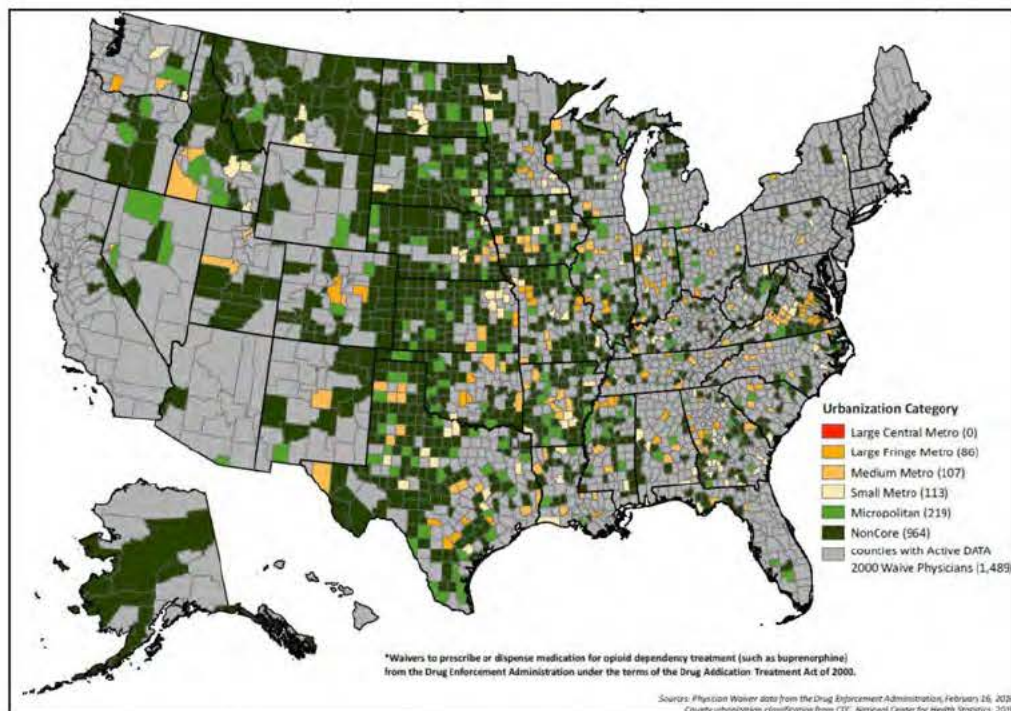 Urbanization Category
Large Central Metro (0)
Large Fringe Metro (86)
Medium Metro (107)
Small Metro (113)
Micropolitan (219)
NonCore (964)
counties with Active DATA
2000 Waive Physicians (1,489)
*Waivers to prescribe or dispense medication for opioid dependency treatment (such as buprenorphine)
from the Drug Enforcement Administration under the terms of the Drug Addication Treatment Act of 2000.
Sources: Physician Waiver data from the Drug Enforcement Administration, February 16, 201
County urbanization classification from CDC, National Center for Health Statistics, 201